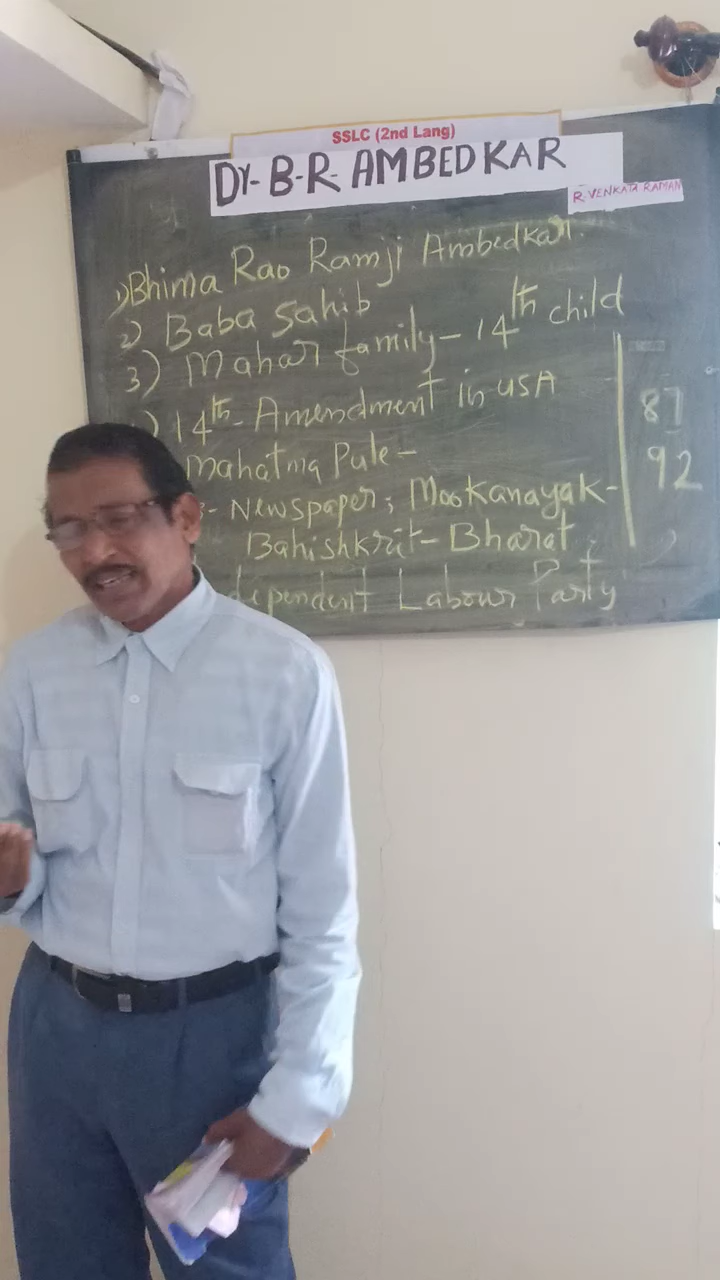 SSLC (2nd Lang)
Dr- B-R- AMBEDKAR
R. VENKATA RAMAN
1) Bhima Rao Ramji Ambedkar.
2) Baba Sahib
3) Mahar family - 14th child
) 14th - Amendment in USA
87
Mahatma Pule -
92
:- Newspaper; Mookanayak -
Bahishkrit - Bharat.
dependent Labour Party